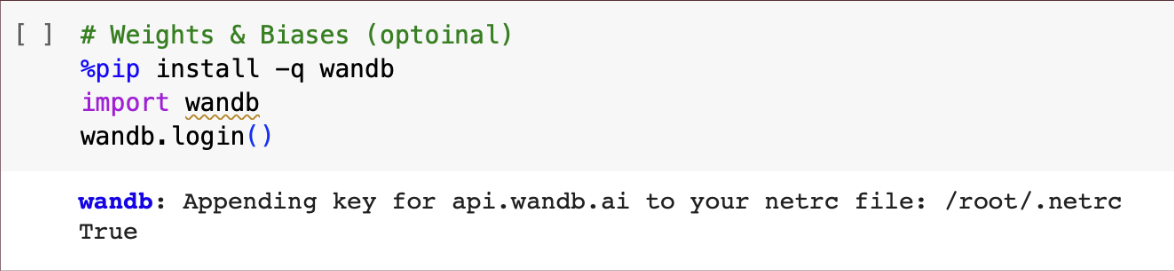 [ ] # Weights & Biases (optoinal)
%pip install -q wandb
import wandb
wandb.login()
wandb: Appending key for api.wandb.ai to your netrc file: /root/.netrc
True